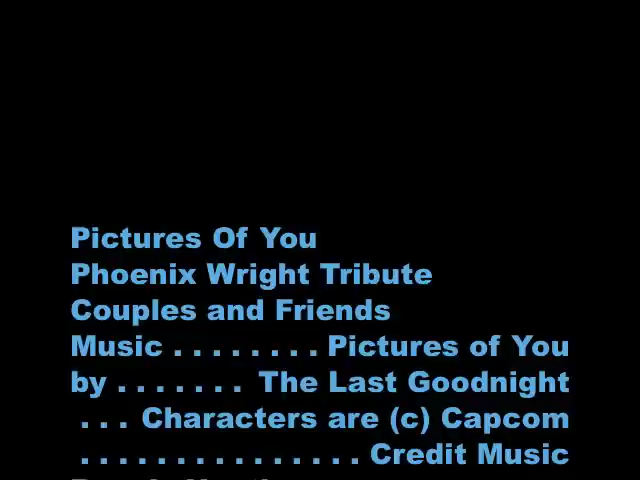 Pictures Of You
Phoenix Wright Tribute
Couples and Friends
Music . . . . . . . . Pictures of You
by . . . . . . . The Last Goodnight
. . . Characters are (c) Capcom
. . . . . . . . . . . . . . . Credit Music